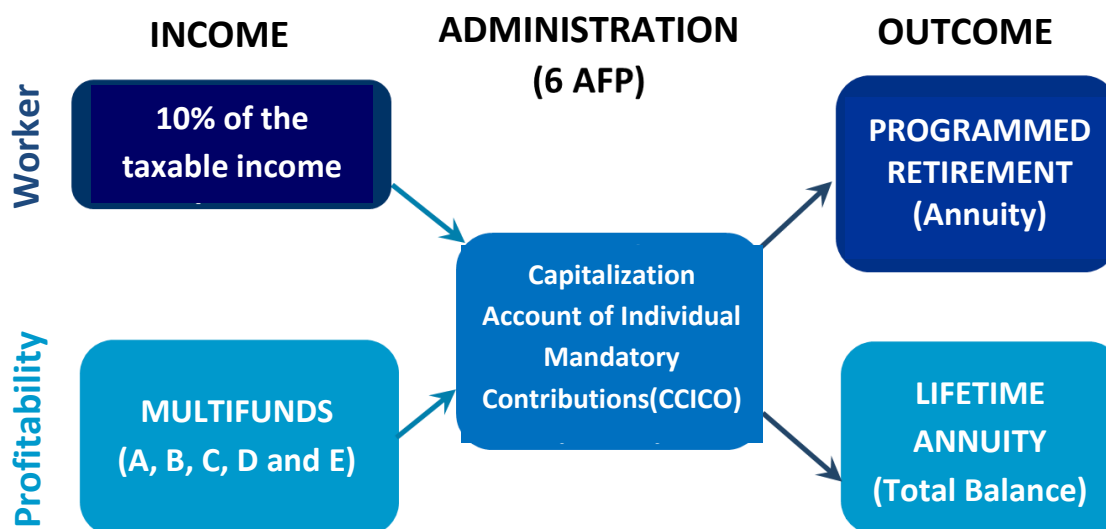 INCOME
ADMINISTRATION
(6 AFP)
OUTCOME
Worker
10% of the
taxable income
PROGRAMMED
RETIREMENT
(Annuity)
Capitalization
Account of Individual
Mandatory
Contributions(CCICO)
Profitability
MULTIFUNDS
(A, B, C, D and E)
LIFETIME
ANNUITY
(Total Balance)